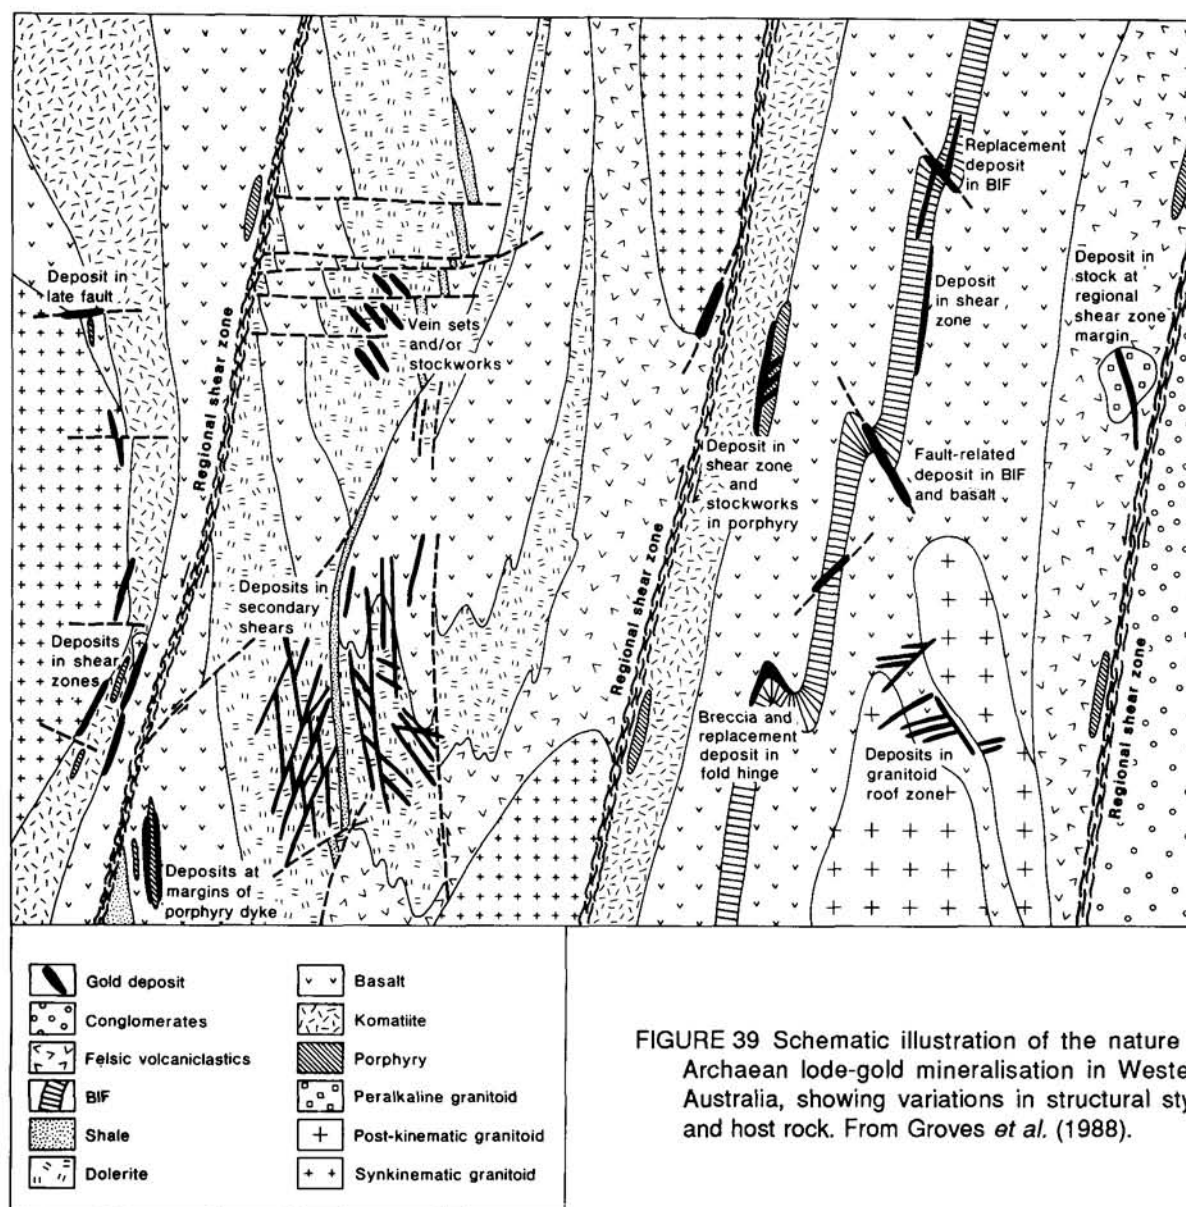 Replacement
deposit
in BIF
Deposit in
late fault
Deposit in
stock at
regional
shear zone
margin
Deposit
in shear
zone
Vein sets
and/or
stockworks
Regional shear zone
Deposit in
shear zone
and
stockworks
in porphyry
Fault-related
deposit in BIF
and basalt
Deposits in
secondary
shears
Regional shear zone
Deposits
in shear
zones
Regional shear zone
Breccia and
replacement
deposit in
fold hinge
Deposits in
granitoid
roof zone
Deposits at
margins of
porphyry dyke
Gold deposit
Conglomerates
Felsic volcaniclastics
BIF
Shale
Dolerite
Basalt
Komatiite
Porphyry
Peralkaline granitoid
Post-kinematic granitoid
Synkinematic granitoid
FIGURE 39 Schematic illustration of the nature
Archaean lode-gold mineralisation in Weste
Australia, showing variations in structural sty
and host rock. From Groves et al. (1988).